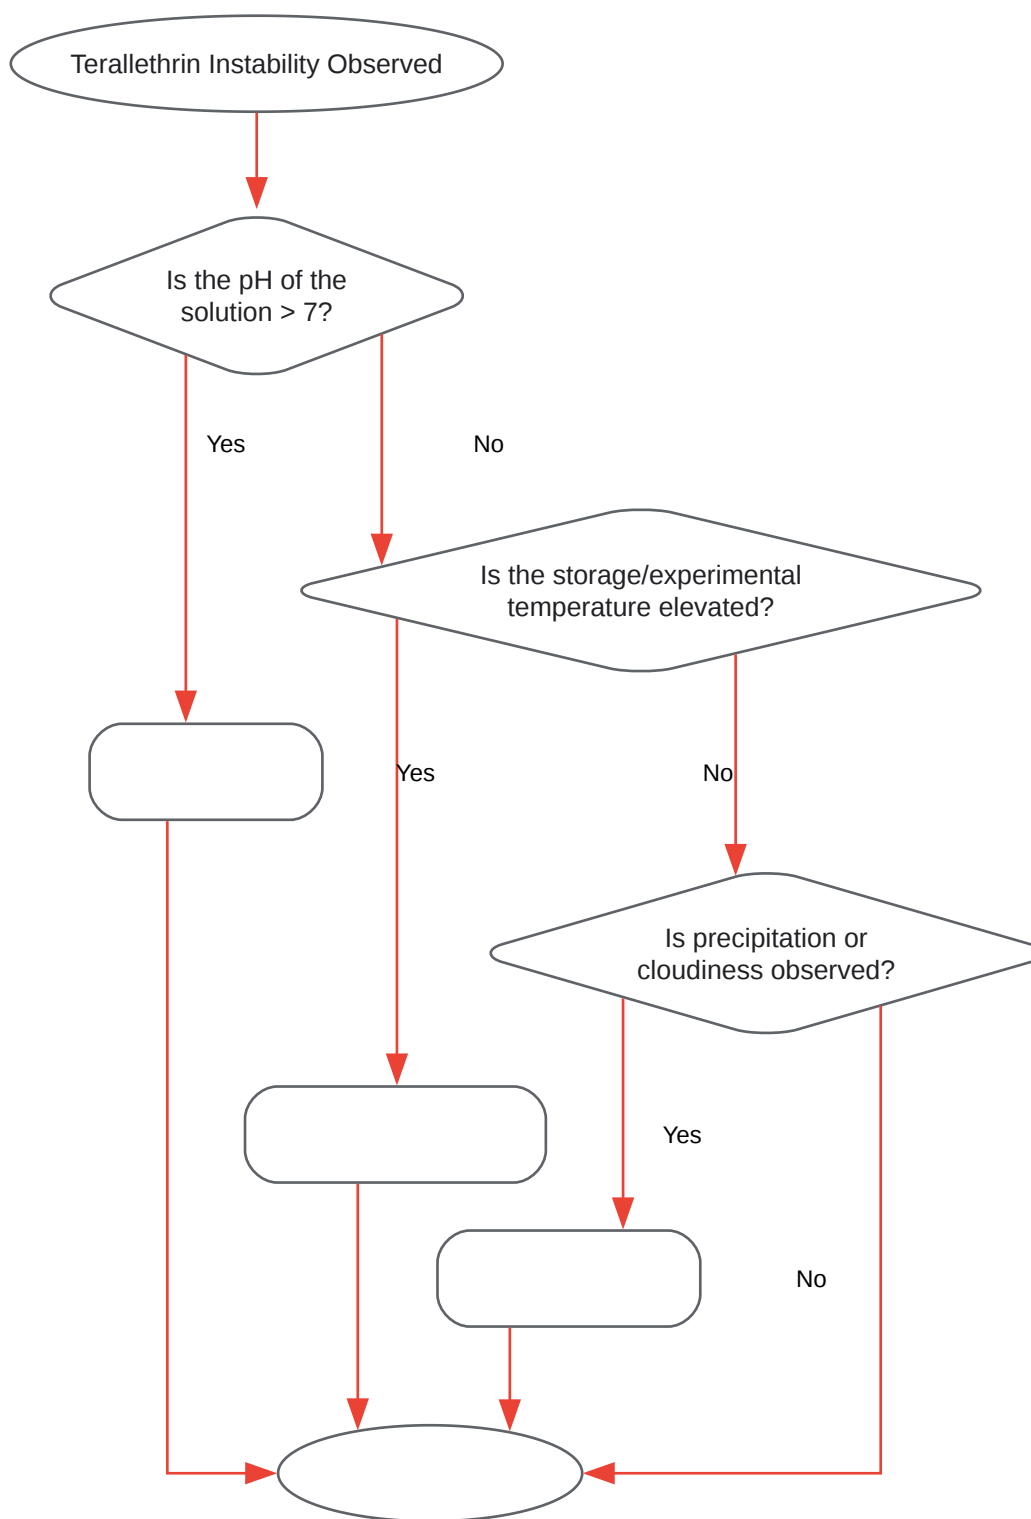 Terallethrin Instability Observed
Is the pH of the
solution > 7?
Yes
No
Is the storage/experimental
temperature elevated?
Yes
No
Is precipitation or
cloudiness observed?
Yes
No